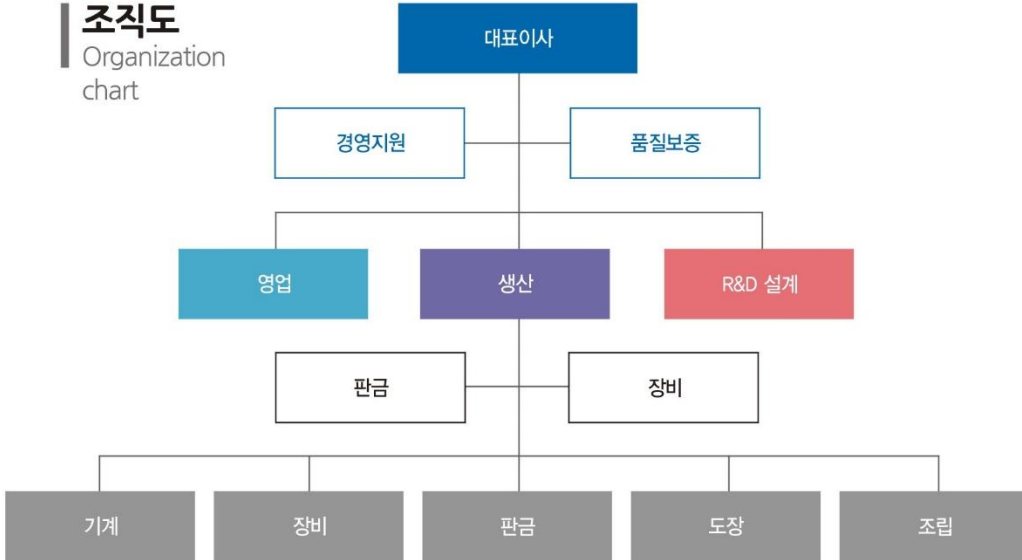 조직도
Organization
chart
대표이사
경영지원
품질보증
영업
생산
R&D 설계
판금
장비
기계
장비
판금
도장
조립